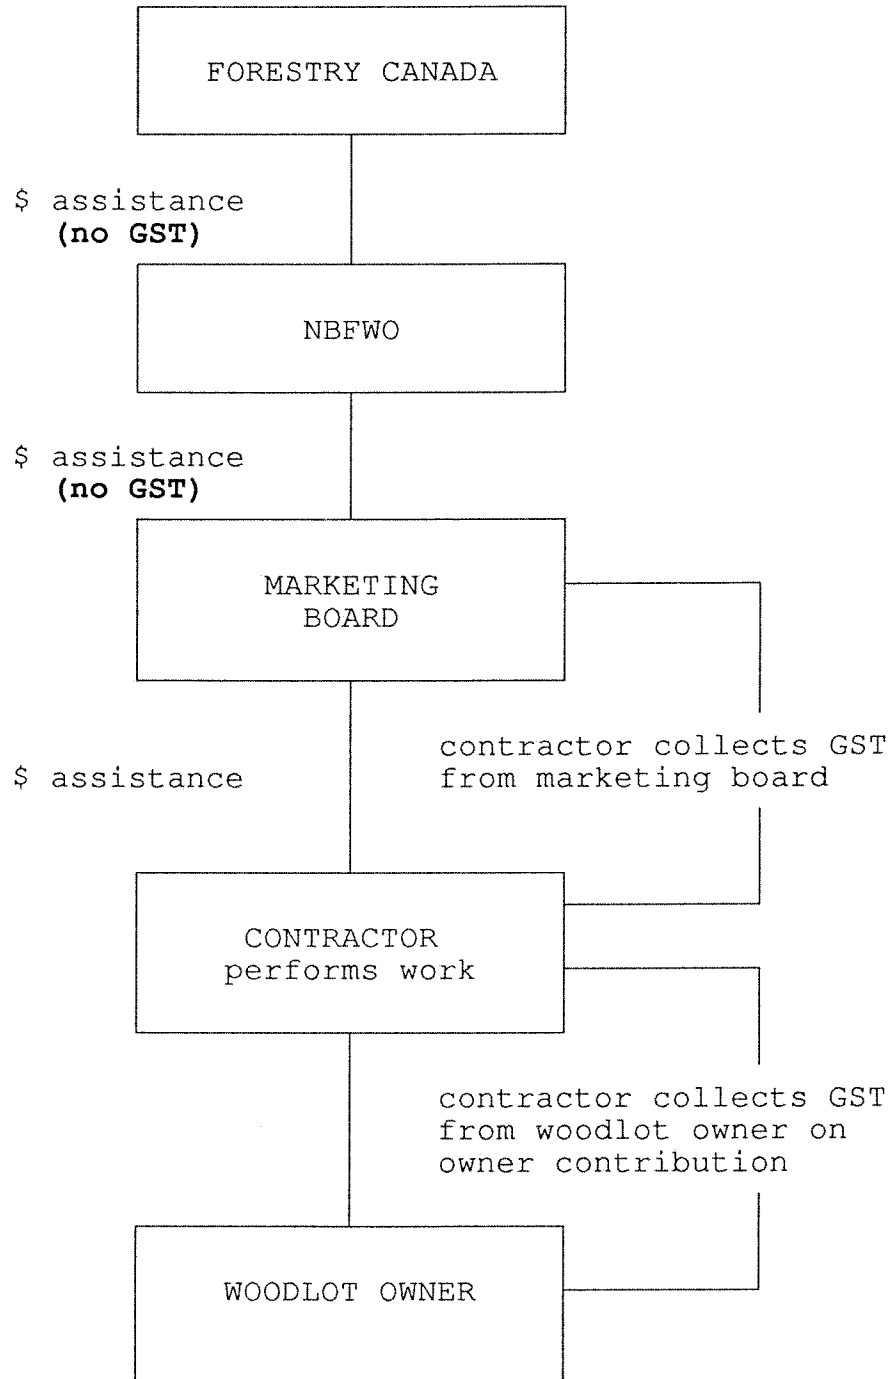 FORESTRY CANADA
$ assistance
(no GST)
NBFWO
$ assistance
(no GST)
MARKETING
BOARD
contractor collects GST
from marketing board
$ assistance
CONTRACTOR
performs work
contractor collects GST
from woodlot owner on
owner contribution
WOODLOT OWNER